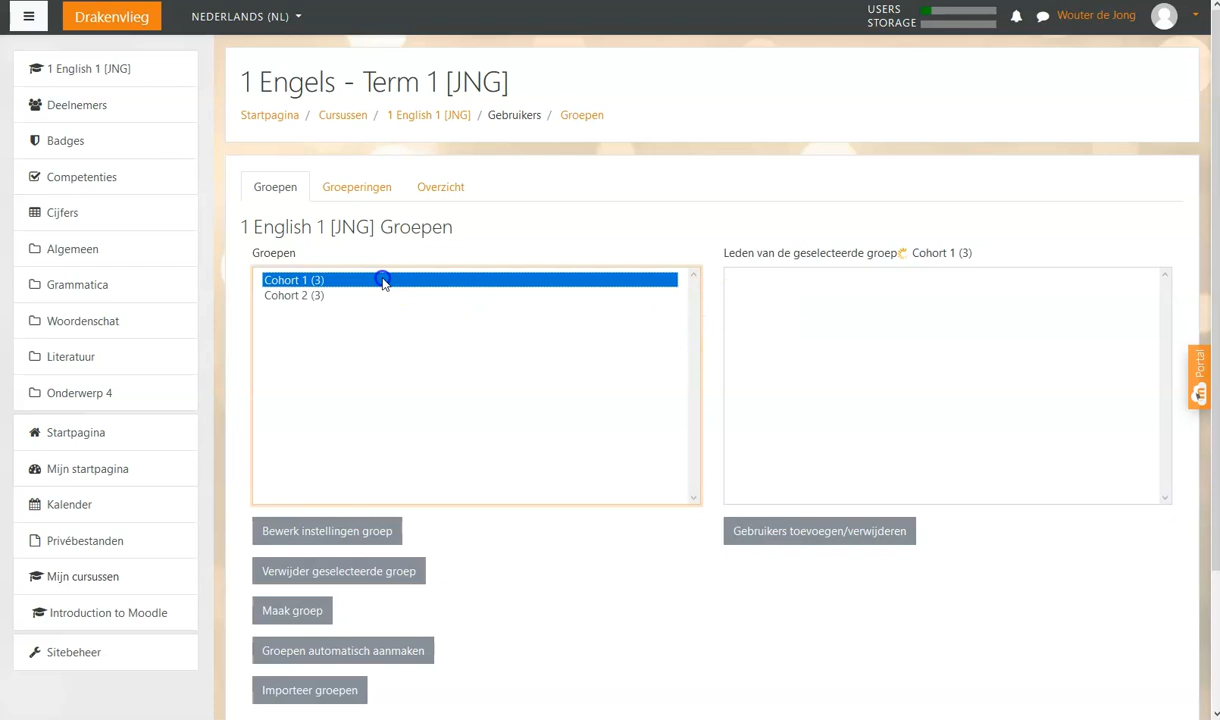 Drakenvlieg
NEDERLANDS (NL)
USERS
STORAGE
Wouter de Jong
1 English 1 [JNG]
Deelnemers
Badges
Competenties
Cijfers
Algemeen
Grammatica
Woordenschat
Literatuur
Onderwerp 4
Startpagina
Mijn startpagina
Kalender
Privébestanden
Mijn cursussen
Introduction to Moodle
Sitebeheer
1 Engels - Term 1 [JNG]
Startpagina / Cursussen / 1 English 1 [JNG] / Gebruikers / Groepen
Groepen Groeperingen Overzicht
1 English 1 [JNG] Groepen
Groepen
Cohort 1 (3)
Cohort 2 (3)
Leden van de geselecteerde groep Cohort 1 (3)
Bewerk instellingen groep
Gebruikers toevoegen/verwijderen
Verwijder geselecteerde groep
Maak groep
Groepen automatisch aanmaken
Importeer groepen
Portal